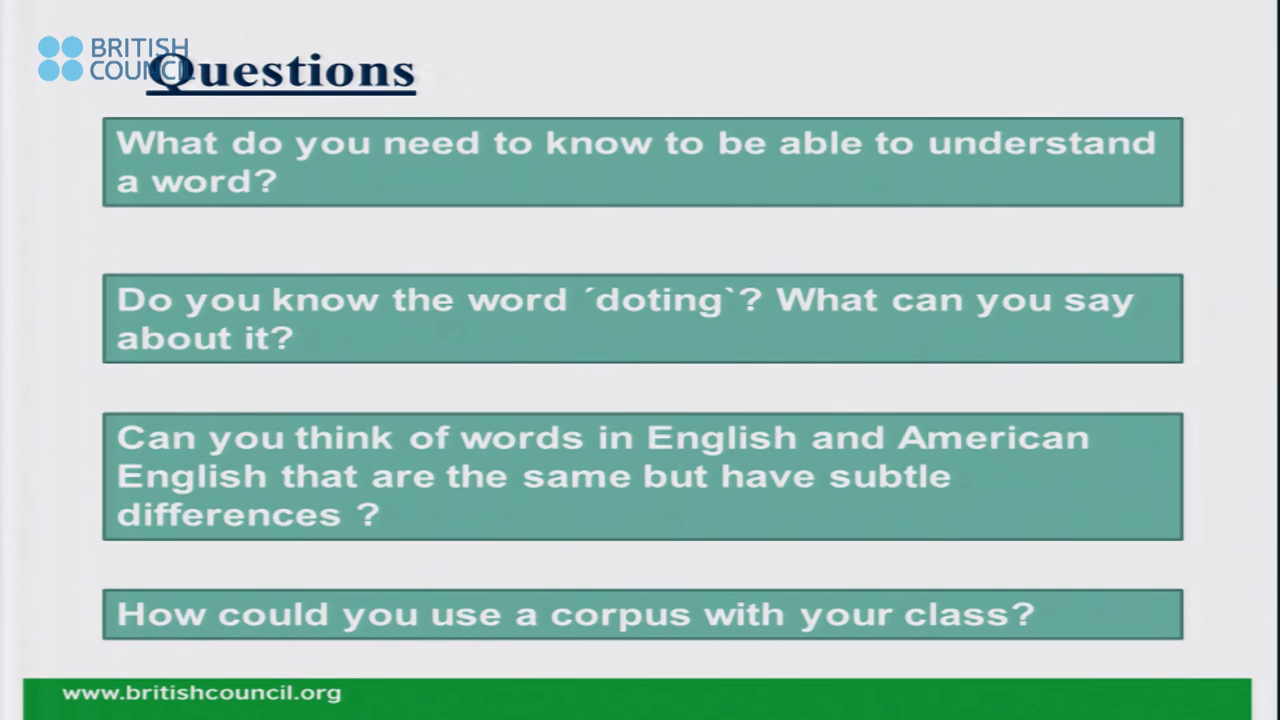 BRITISH
COUNCIL
Questions
What do you need to know to be able to understand
a word?
Do you know the word ´doting`? What can you say
about it?
Can you think of words in English and American
English that are the same but have subtle
differences ?
How could you use a corpus with your class?
www.britishcouncil.org